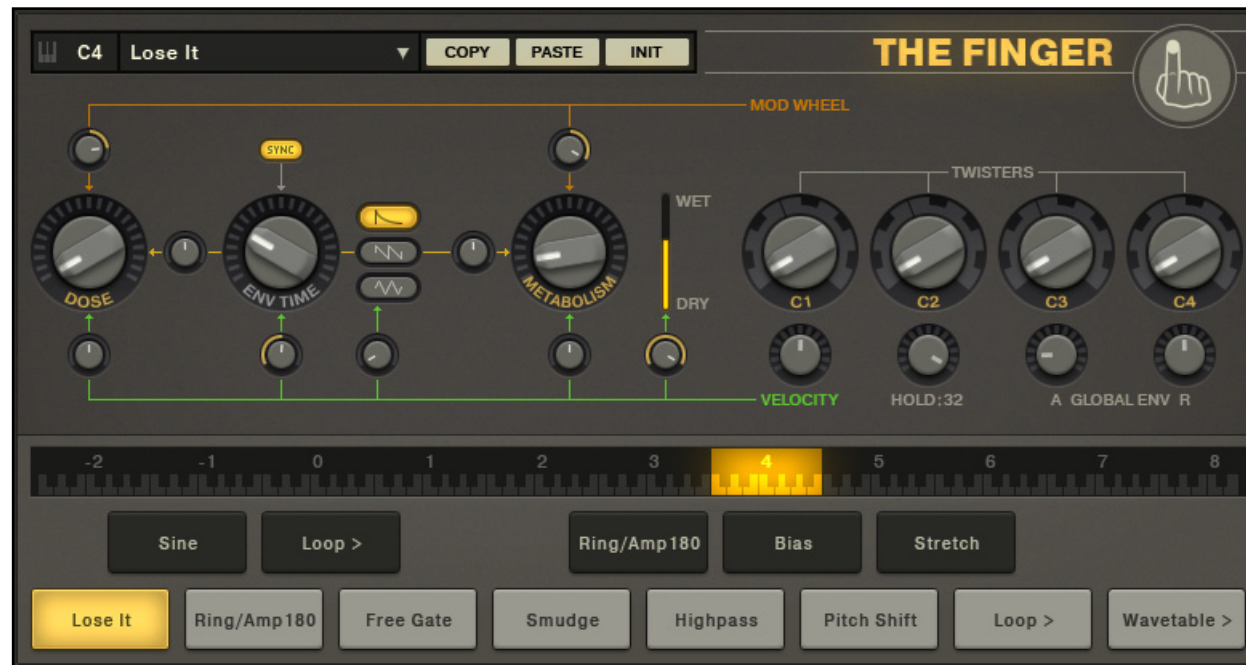 C4 Lose It ▼ COPY PASTE INIT THE FINGER
MOD WHEEL
SYNC
TWISTERS
WET
DOSE ENV TIME METABOLISM DRY C1 C2 C3 C4
VELOCITY HOLD:32 A GLOBAL ENV R
-2 -1 0 1 2 3 4 5 6 7 8
Sine Loop > Ring/Amp180 Bias Stretch
Lose It Ring/Amp180 Free Gate Smudge Highpass Pitch Shift Loop > Wavetable >